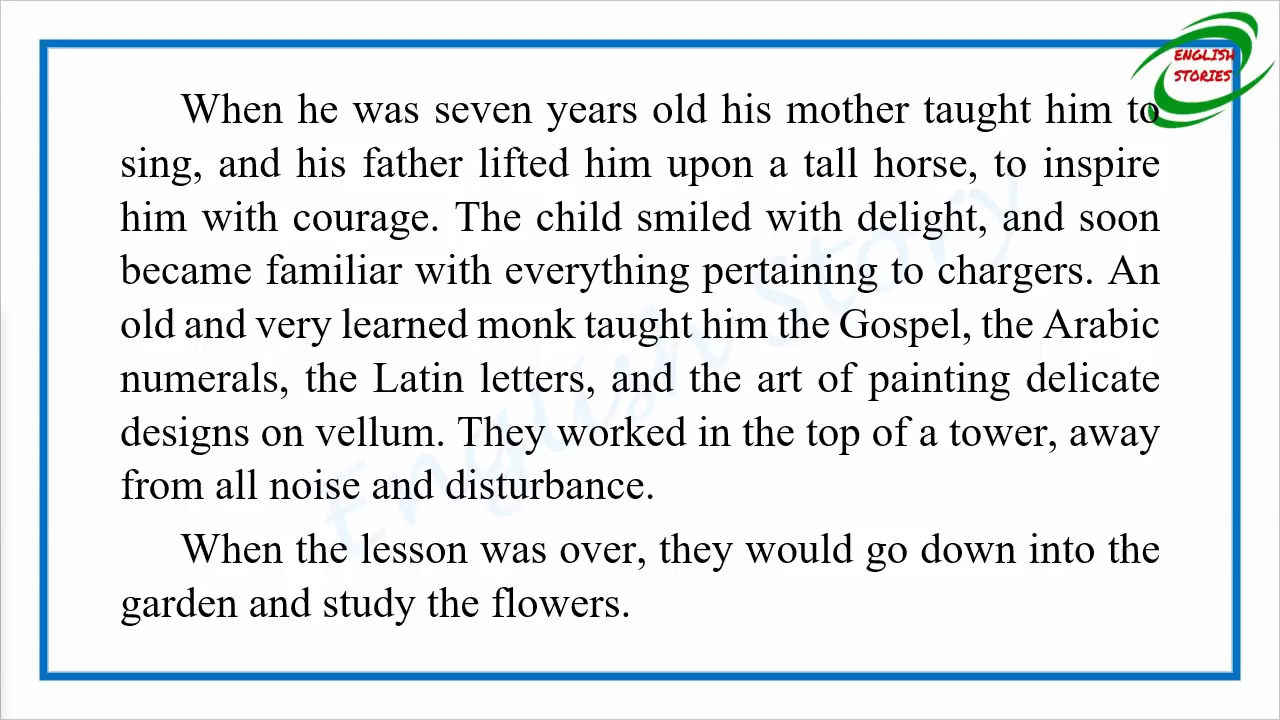 ENGLISH
STORIES
When he was seven years old his mother taught him to
sing, and his father lifted him upon a tall horse, to inspire
him with courage. The child smiled with delight, and soon
became familiar with everything pertaining to chargers. An
old and very learned monk taught him the Gospel, the Arabic
numerals, the Latin letters, and the art of painting delicate
designs on vellum. They worked in the top of a tower, away
from all noise and disturbance.
When the lesson was over, they would go down into the
garden and study the flowers.
English Story